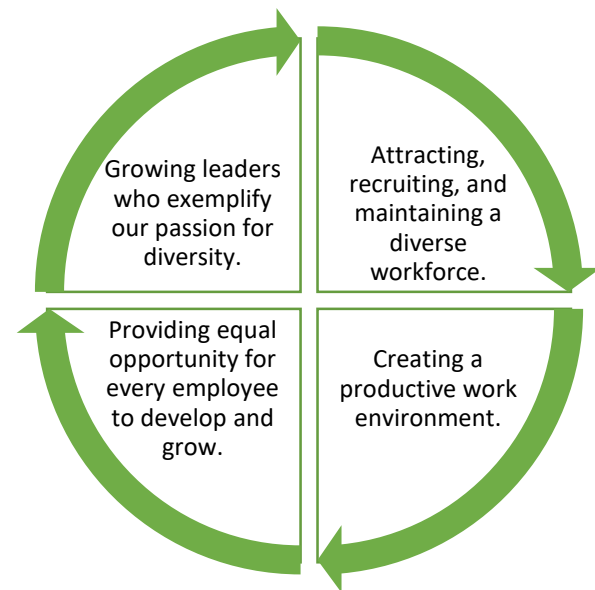 Growing leaders
who exemplify
our passion for
diversity.
Attracting,
recruiting, and
maintaining a
diverse
workforce.
Providing equal
opportunity for
every employee
to develop and
grow.
Creating a
productive work
environment.